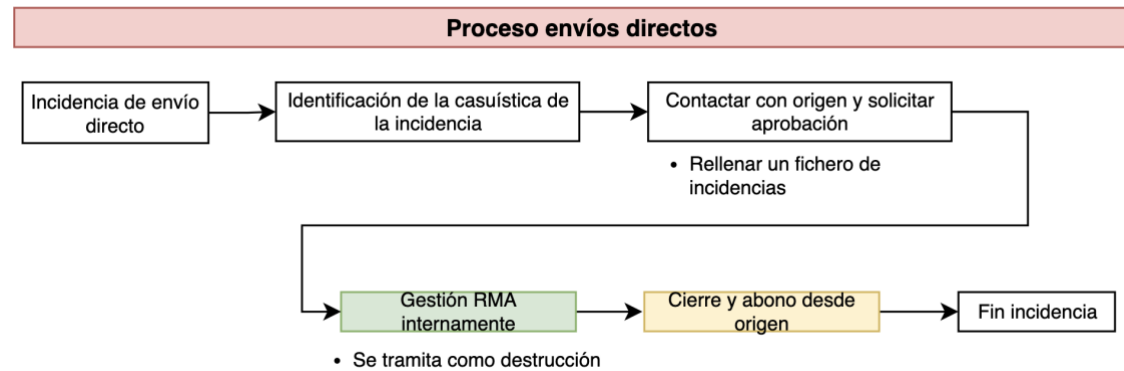 Proceso envíos directos
Incidencia de envío
directo
Identificación de la casuística de
la incidencia
Contactar con origen y solicitar
aprobación
• Rellenar un fichero de
incidencias
Gestión RMA
internamente
• Se tramita como destrucción
Cierre y abono desde
origen
Fin incidencia